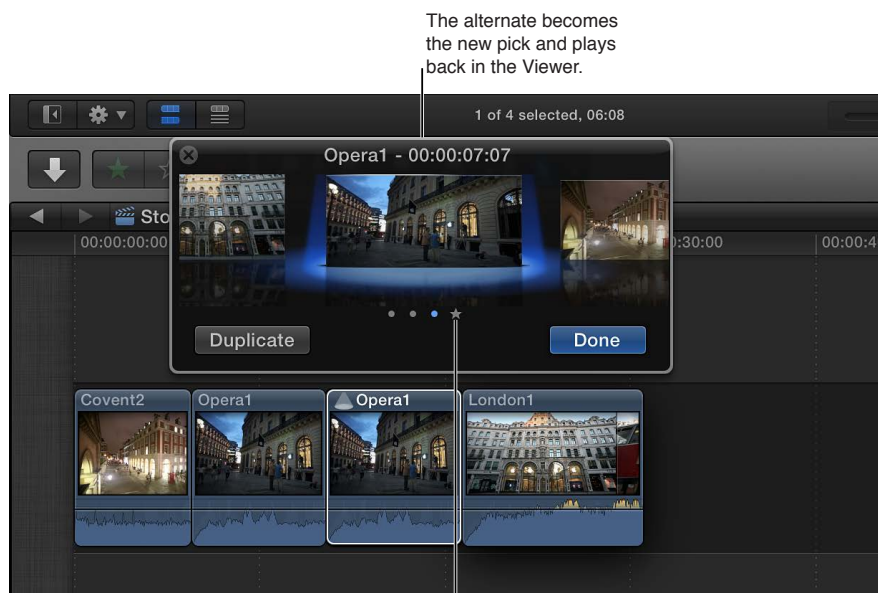 The alternate becomes
the new pick and plays
back in the Viewer.
1 of 4 selected, 06:08
Opera1 - 00:00:07:07
Sto
00:00:00:00
0:30:00
00:00:4
Duplicate
Done
Covent2
Opera1
Opera1
London1